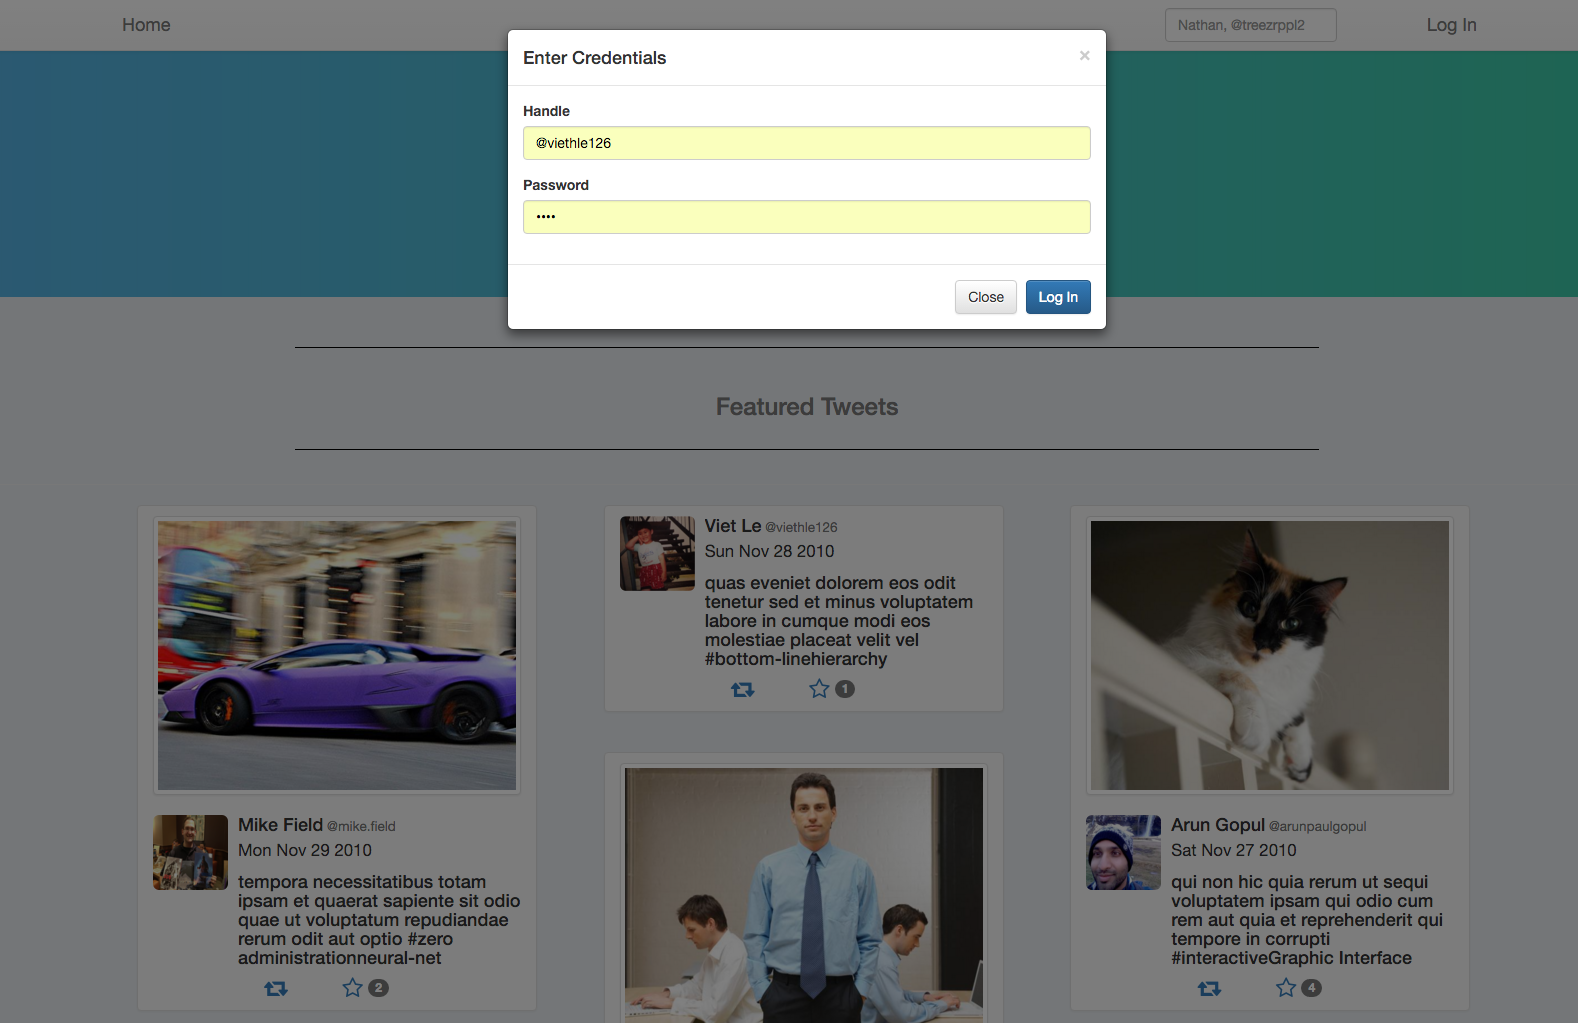 Home
Nathan, @treezrppl2
Log In
Enter Credentials
×
Handle
@viethle126
Password
••••
Close
Log In
Featured Tweets
Mike Field @mike.field
Mon Nov 29 2010
tempora necessitatibus totam
ipsam et quaerat sapiente sit odio
quae ut voluptatum repudiandae
rerum odit aut optio #zero
administrationneural-net
2
Viet Le @viethle126
Sun Nov 28 2010
quas eveniet dolorem eos odit
tenetur sed et minus voluptatem
labore in cumque modi eos
molestiae placeat velit vel
#bottom-linehierarchy
1
Arun Gopul @arunpaulgopul
Sat Nov 27 2010
qui non hic quia rerum ut sequi
voluptatem ipsam qui odio cum
rem aut quia et reprehenderit qui
tempore in corrupti
#interactiveGraphic Interface
4